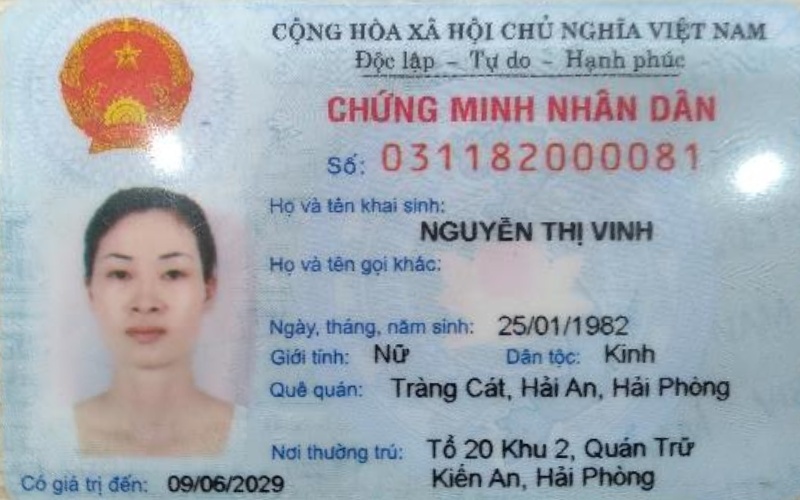 CỘNG HÒA XÃ HỘI CHỦ NGHĨA VIỆT NAM
Độc lập – Tự do – Hạnh phúc
CHỨNG MINH NHÂN DÂN
Số: 031182000081
Họ và tên khai sinh:
NGUYỄN THỊ VINH
Họ và tên gọi khác:
Ngày, tháng, năm sinh: 25/01/1982
Giới tính: Nữ Dân tộc: Kinh
Quê quán: Tràng Cát, Hải An, Hải Phòng
Nơi thường trú: Tổ 20 Khu 2, Quán Trữ
Kiến An, Hải Phòng
Có giá trị đến: 09/06/2029